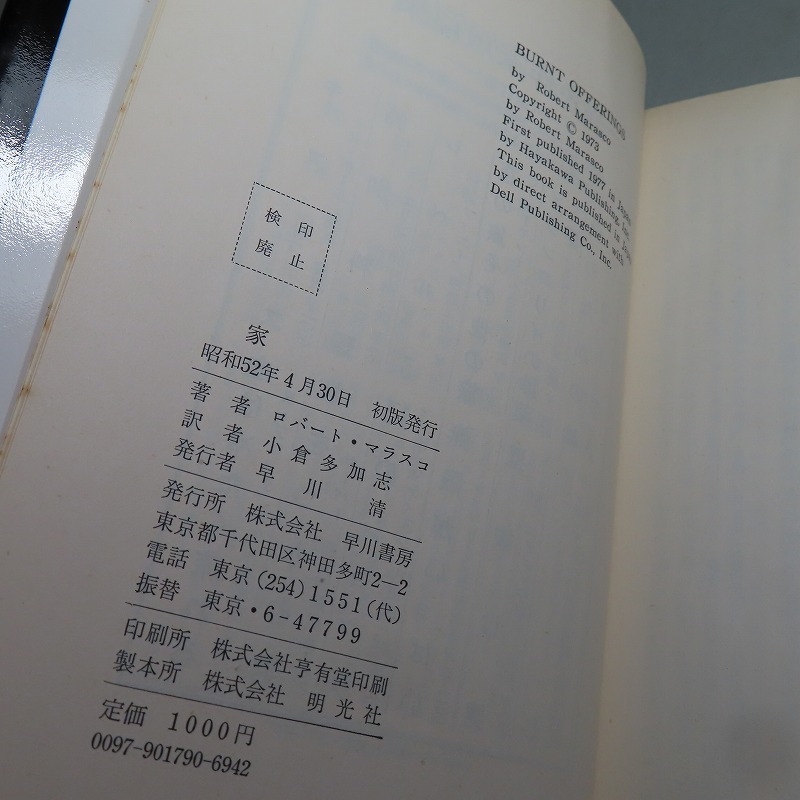 BURNT OFFERINGS
by Robert Marasco
Copyright © 1973
by Robert Marasco
First published 1977 in Japan
by Hayakawa Publishing, Inc.
This book is published in Japan
by direct arrangement with
Dell Publishing Co., Inc.
検印
廃止
家
昭和52年4月30日 初版発行
著者 ロバート・マラスコ
訳者 小倉多加志
発行者 早川 清
発行所 株式会社 早川書房
東京都千代田区神田多町2―2
電話 東京(254)1551(代)
振替 東京・6-47799
印刷所 株式会社亨有堂印刷
製本所 株式会社 明光社
定価 1000円
0097-901790-6942